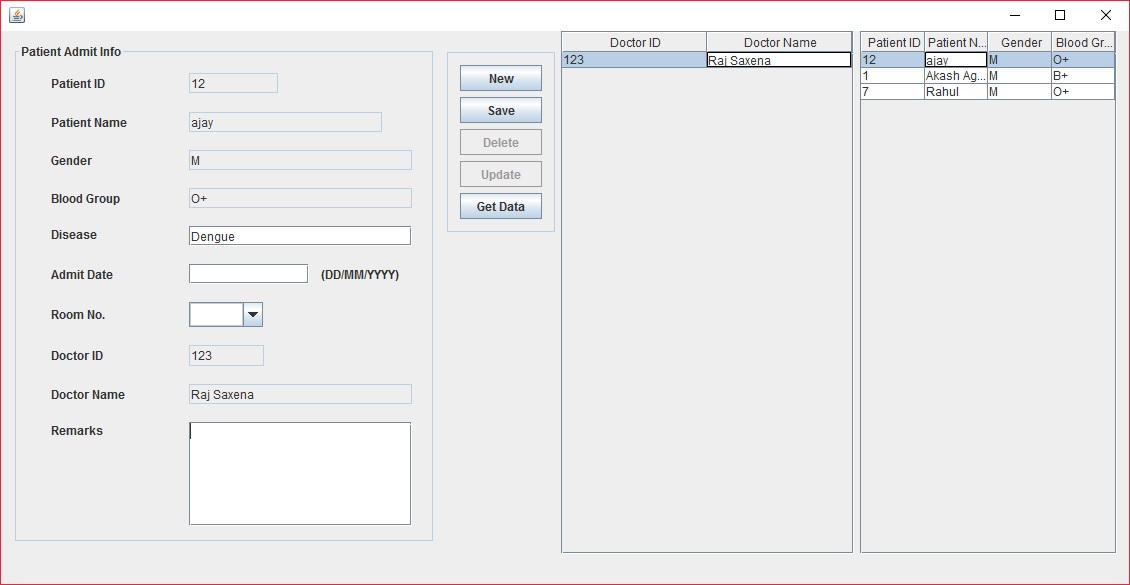 Patient Admit Info
Patient ID 12
Patient Name ajay
Gender M
Blood Group O+
Disease Dengue
Admit Date (DD/MM/YYYY)
Room No.
Doctor ID 123
Doctor Name Raj Saxena
Remarks
New
Save
Delete
Update
Get Data
Doctor ID Doctor Name
123 Raj Saxena
Patient ID Patient N... Gender Blood Gr...
12 ajay M O+
1 Akash Ag... M B+
7 Rahul M O+